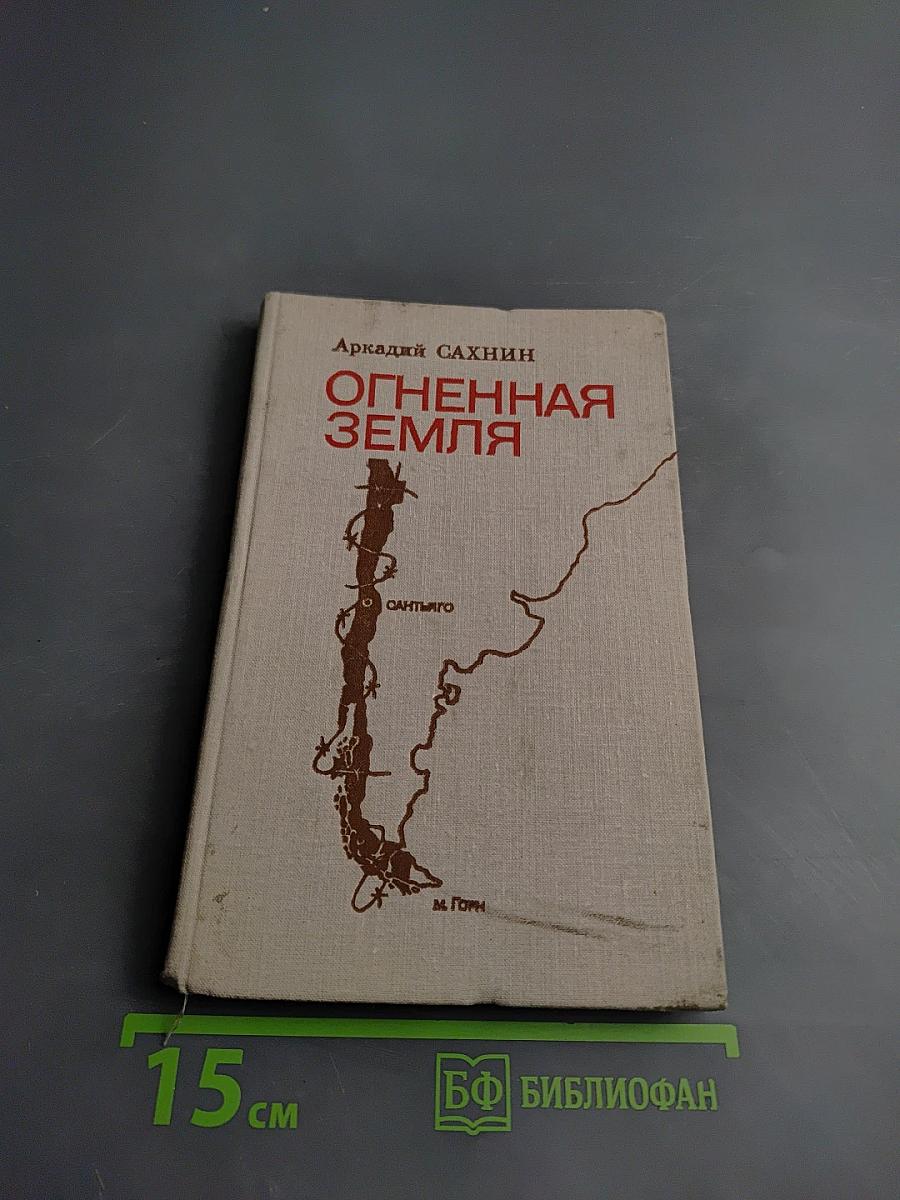 Аркадий САХНИН
ОГНЕННАЯ
ЗЕМЛЯ
САНТЬЯГО
М. ГОРН
15 см
БФ БИБЛИОФАН